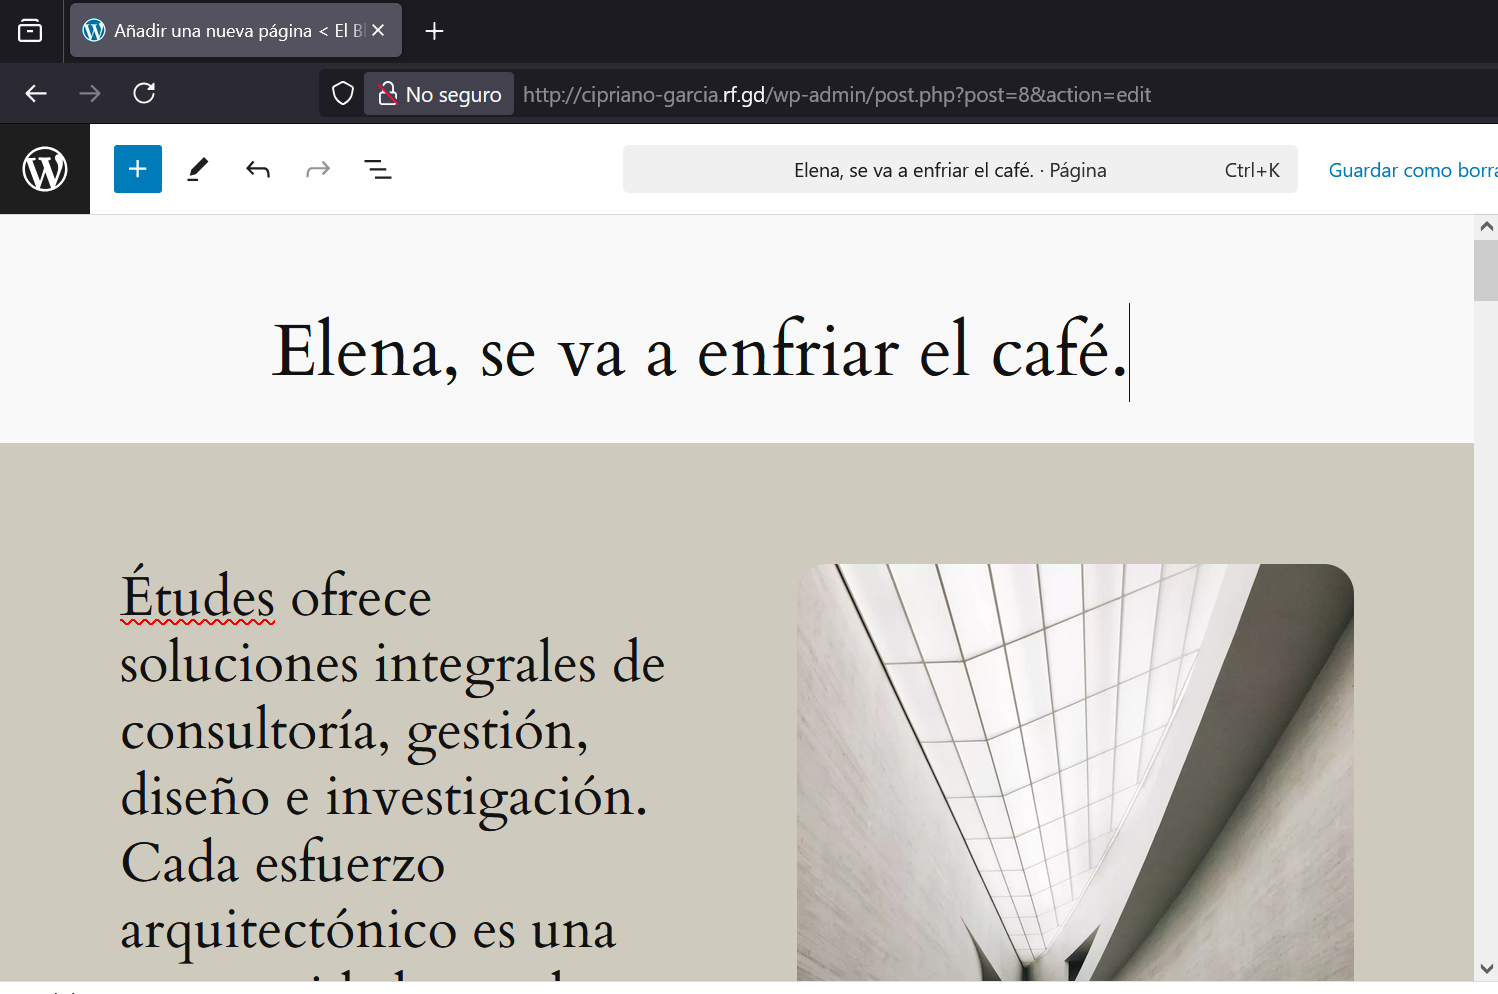 Añadir una nueva página < El Bl
No seguro
http://cipriano-garcia.rf.gd/wp-admin/post.php?post=8&action=edit
Elena, se va a enfriar el café. · Página
Ctrl+K
Guardar como borra
Elena, se va a enfriar el café.
Études ofrece
soluciones integrales de
consultoría, gestión,
diseño e investigación.
Cada esfuerzo
arquitectónico es una